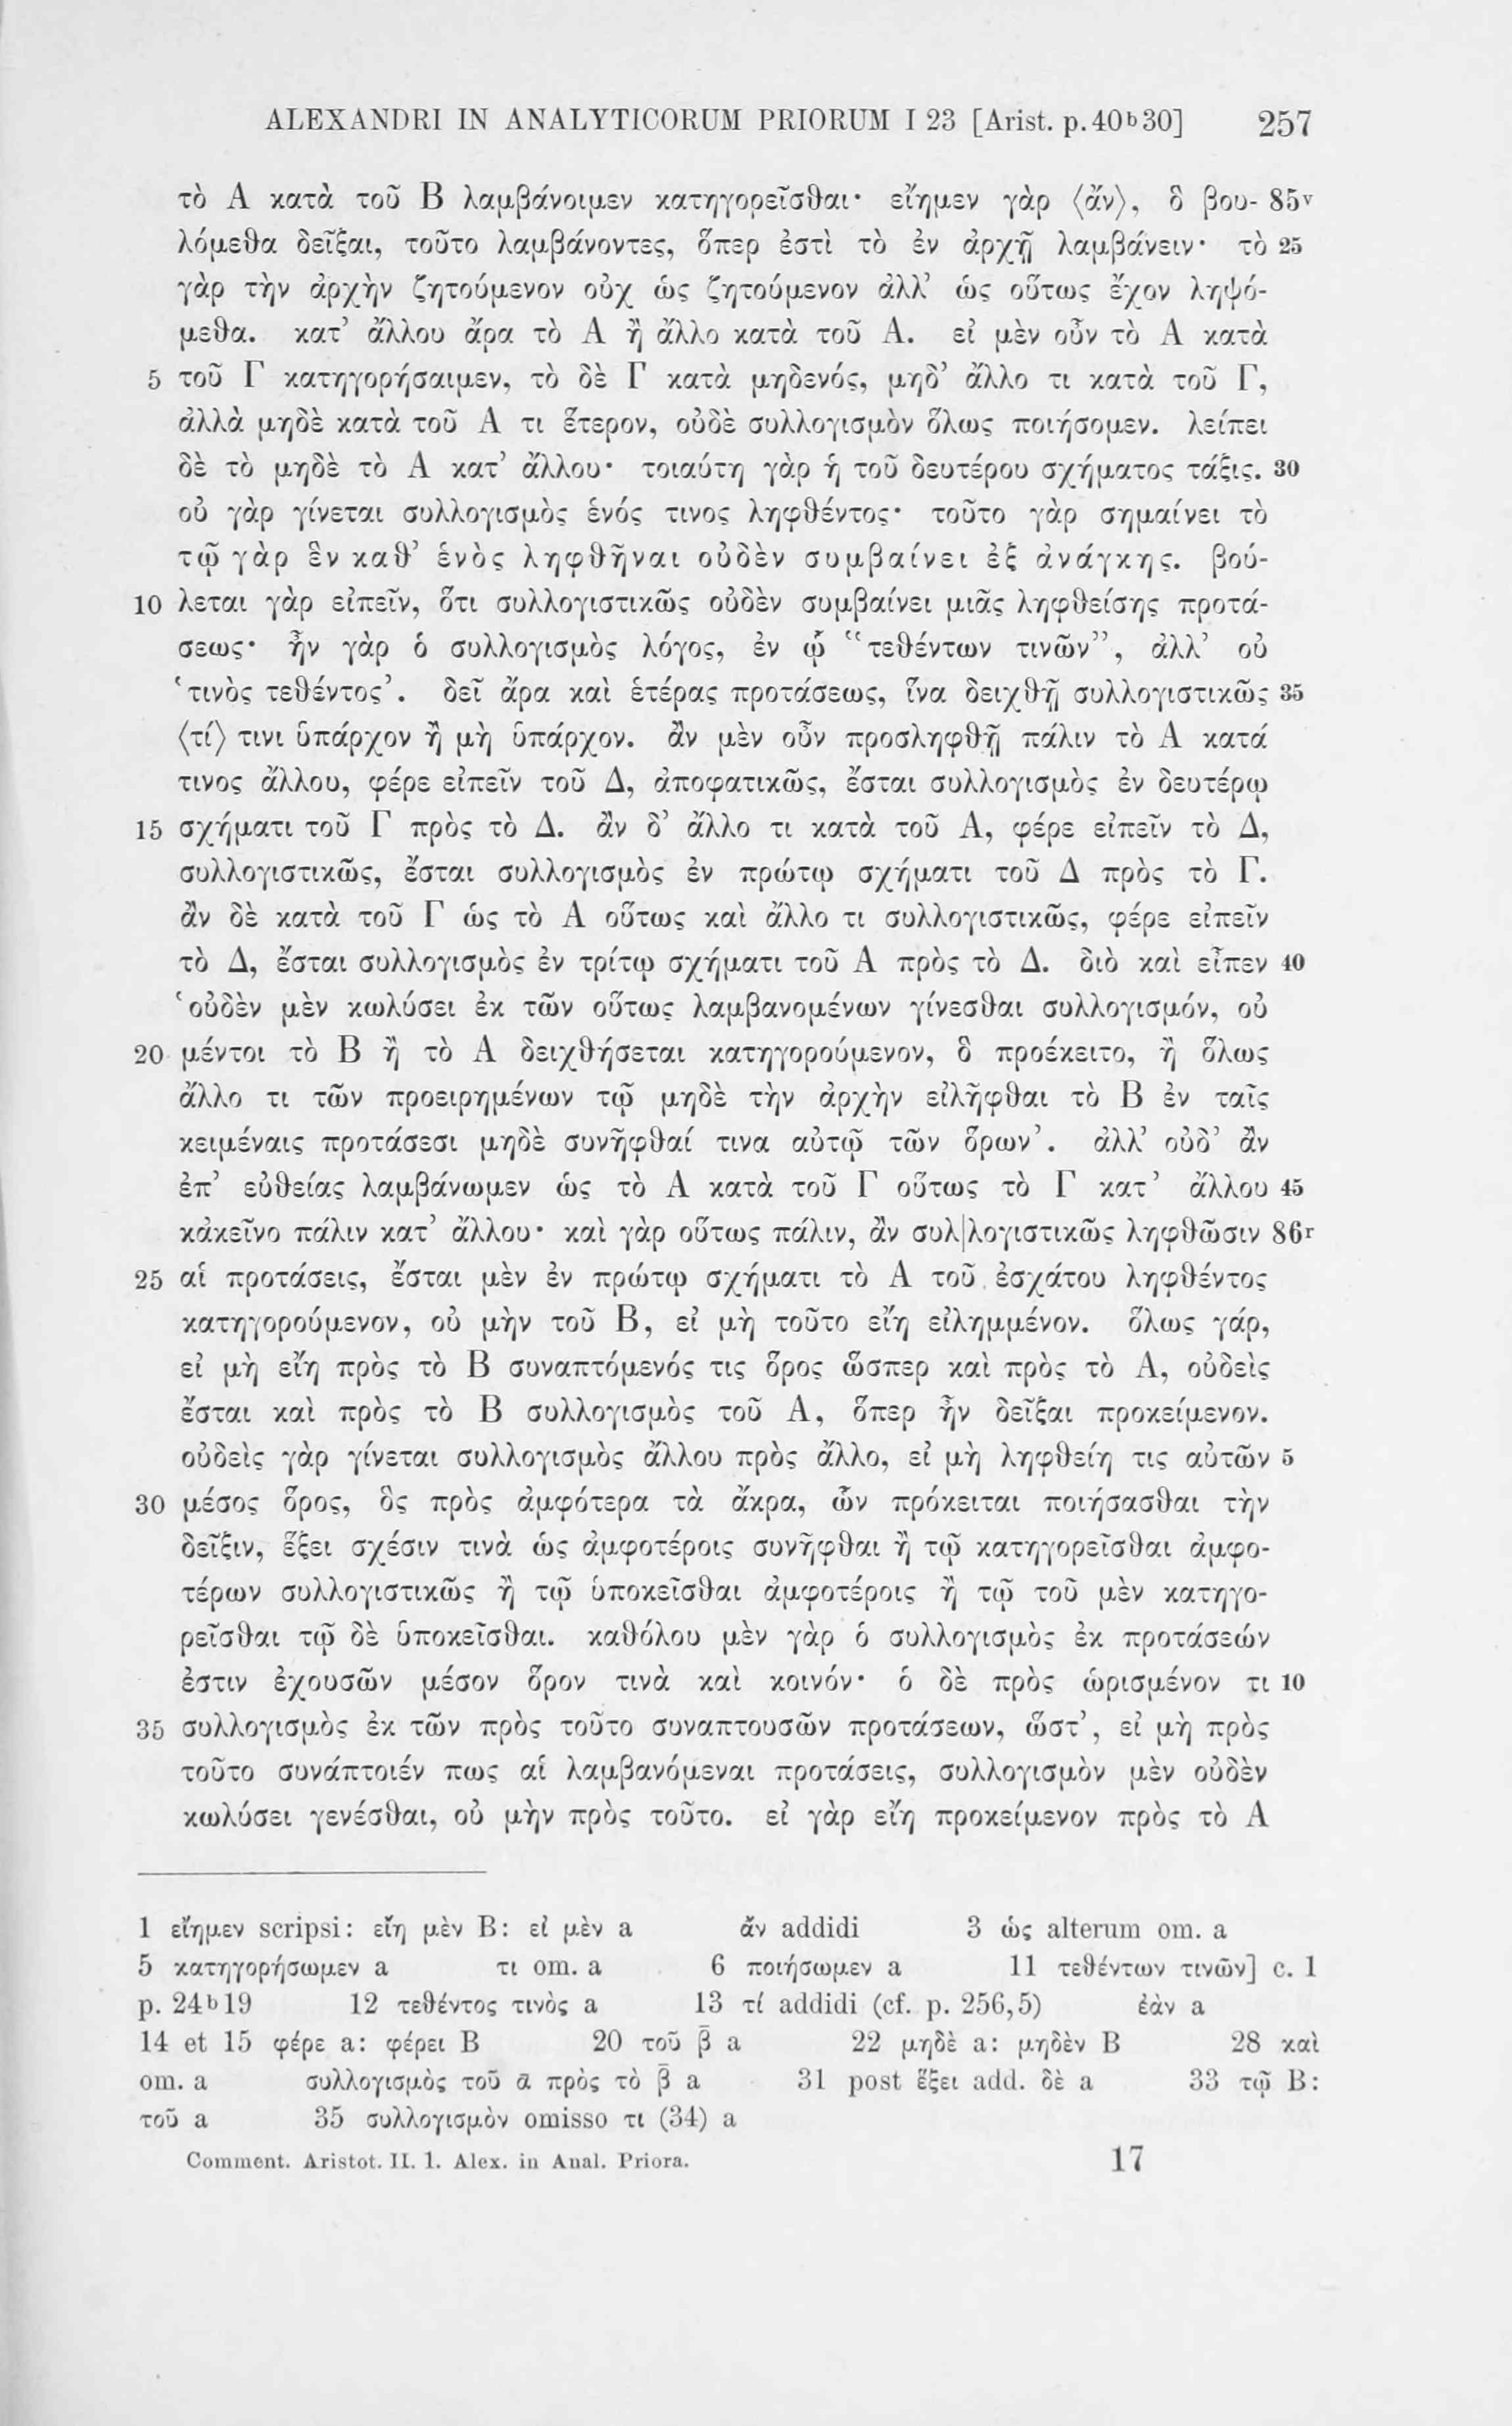 ALEXANDRI IN ANALYTICORUM PRIORUM I 23 [Arist. p. 40ᵇ30] 257
τὸ Α κατὰ τοῦ Β λαμβάνοιμεν κατηγορεῖσθαι· εἴημεν γὰρ ⟨ἄν⟩, ὃ βου- 85ᵛ
λόμεθα δεῖξαι, τοῦτο λαμβάνοντες, ὅπερ ἐστὶ τὸ ἐν ἀρχῇ λαμβάνειν· τὸ 25
γὰρ τὴν ἀρχὴν ζητούμενον οὐχ ὡς ζητούμενον ἀλλ’ ὡς οὕτως ἔχον ληψό-
μεθα. κατ’ ἄλλου ἄρα τὸ Α ἢ ἄλλο κατὰ τοῦ Α. εἰ μὲν οὖν τὸ Α κατὰ
5 τοῦ Γ κατηγορήσαιμεν, τὸ δὲ Γ κατὰ μηδενός, μηδ’ ἄλλο τι κατὰ τοῦ Γ,
ἀλλὰ μηδὲ κατὰ τοῦ Α τι ἕτερον, οὐδὲ συλλογισμὸν ὅλως ποιήσομεν. λείπει
δὲ τὸ μηδὲ τὸ Α κατ’ ἄλλου· τοιαύτη γὰρ ἡ τοῦ δευτέρου σχήματος τάξις. 30
οὐ γὰρ γίνεται συλλογισμὸς ἑνός τινος ληφθέντος· τοῦτο γὰρ σημαίνει τὸ
τῷ γὰρ ἓν καθ’ ἑνὸς ληφθῆναι οὐδὲν συμβαίνει ἐξ ἀνάγκης. βού-
10 λεται γὰρ εἰπεῖν, ὅτι συλλογιστικῶς οὐδὲν συμβαίνει μιᾶς ληφθείσης προτά-
σεως· ἦν γὰρ ὁ συλλογισμὸς λόγος, ἐν ᾧ “τεθέντων τινῶν”, ἀλλ’ οὐ
‘τινὸς τεθέντος’. δεῖ ἄρα καὶ ἑτέρας προτάσεως, ἵνα δειχθῇ συλλογιστικῶς 35
⟨τί⟩ τινι ὑπάρχον ἢ μὴ ὑπάρχον. ἂν μὲν οὖν προσληφθῇ πάλιν τὸ Α κατά
τινος ἄλλου, φέρε εἰπεῖν τοῦ Δ, ἀποφατικῶς, ἔσται συλλογισμὸς ἐν δευτέρῳ
15 σχήματι τοῦ Γ πρὸς τὸ Δ. ἂν δ’ ἄλλο τι κατὰ τοῦ Α, φέρε εἰπεῖν τὸ Δ,
συλλογιστικῶς, ἔσται συλλογισμὸς ἐν πρώτῳ σχήματι τοῦ Δ πρὸς τὸ Γ.
ἂν δὲ κατὰ τοῦ Γ ὡς τὸ Α οὕτως καὶ ἄλλο τι συλλογιστικῶς, φέρε εἰπεῖν
τὸ Δ, ἔσται συλλογισμὸς ἐν τρίτῳ σχήματι τοῦ Α πρὸς τὸ Δ. διὸ καὶ εἶπεν 40
‘οὐδὲν μὲν κωλύσει ἐκ τῶν οὕτως λαμβανομένων γίνεσθαι συλλογισμόν, οὐ
20 μέντοι τὸ Β ἢ τὸ Α δειχθήσεται κατηγορούμενον, ὃ προέκειτο, ἢ ὅλως
ἄλλο τι τῶν προειρημένων τῷ μηδὲ τὴν ἀρχὴν εἰλῆφθαι τὸ Β ἐν ταῖς
κειμέναις προτάσεσι μηδὲ συνῆφθαί τινα αὐτῷ τῶν ὅρων’. ἀλλ’ οὐδ’ ἂν
ἐπ’ εὐθείας λαμβάνωμεν ὡς τὸ Α κατὰ τοῦ Γ οὕτως τὸ Γ κατ’ ἄλλου 45
κἀκεῖνο πάλιν κατ’ ἄλλου· καὶ γὰρ οὕτως πάλιν, ἂν συλ|λογιστικῶς ληφθῶσιν 86ʳ
25 αἱ προτάσεις, ἔσται μὲν ἐν πρώτῳ σχήματι τὸ Α τοῦ ἐσχάτου ληφθέντος
κατηγορούμενον, οὐ μὴν τοῦ Β, εἰ μὴ τοῦτο εἴη εἰλημμένον. ὅλως γάρ,
εἰ μὴ εἴη πρὸς τὸ Β συναπτόμενός τις ὅρος ὥσπερ καὶ πρὸς τὸ Α, οὐδεὶς
ἔσται καὶ πρὸς τὸ Β συλλογισμὸς τοῦ Α, ὅπερ ἦν δεῖξαι προκείμενον.
οὐδεὶς γὰρ γίνεται συλλογισμὸς ἄλλου πρὸς ἄλλο, εἰ μὴ ληφθείη τις αὐτῶν 5
30 μέσος ὅρος, ὃς πρὸς ἀμφότερα τὰ ἄκρα, ὧν πρόκειται ποιήσασθαι τὴν
δεῖξιν, ἕξει σχέσιν τινὰ ὡς ἀμφοτέροις συνῆφθαι ἢ τῷ κατηγορεῖσθαι ἀμφο-
τέρων συλλογιστικῶς ἢ τῷ ὑποκεῖσθαι ἀμφοτέροις ἢ τῷ τοῦ μὲν κατηγο-
ρεῖσθαι τῷ δὲ ὑποκεῖσθαι. καθόλου μὲν γὰρ ὁ συλλογισμὸς ἐκ προτάσεών
ἐστιν ἐχουσῶν μέσον ὅρον τινὰ καὶ κοινόν· ὁ δὲ πρὸς ὡρισμένον τι 10
35 συλλογισμὸς ἐκ τῶν πρὸς τοῦτο συναπτουσῶν προτάσεων, ὥστ’, εἰ μὴ πρὸς
τοῦτο συνάπτοιέν πως αἱ λαμβανόμεναι προτάσεις, συλλογισμὸν μὲν οὐδὲν
κωλύσει γενέσθαι, οὐ μὴν πρὸς τοῦτο. εἰ γὰρ εἴη προκείμενον πρὸς τὸ Α
1 εἴημεν scripsi: εἴη μὲν B: εἰ μὲν a ἄν addidi 3 ὡς alterum om. a
5 κατηγορήσωμεν a τι om. a 6 ποιήσωμεν a 11 τεθέντων τινῶν] c. 1
p. 24ᵇ19 12 τεθέντος τινὸς a 13 τί addidi (cf. p. 256,5) ἐὰν a
14 et 15 φέρε a: φέρει B 20 τοῦ β̄ a 22 μηδὲ a: μηδὲν B 28 καὶ
om. a συλλογισμὸς τοῦ ᾱ πρὸς τὸ β̄ a 31 post ἕξει add. δὲ a 33 τῷ B:
τοῦ a 35 συλλογισμὸν omisso τι (34) a
Comment. Aristot. II. 1. Alex. in Anal. Priora. 17